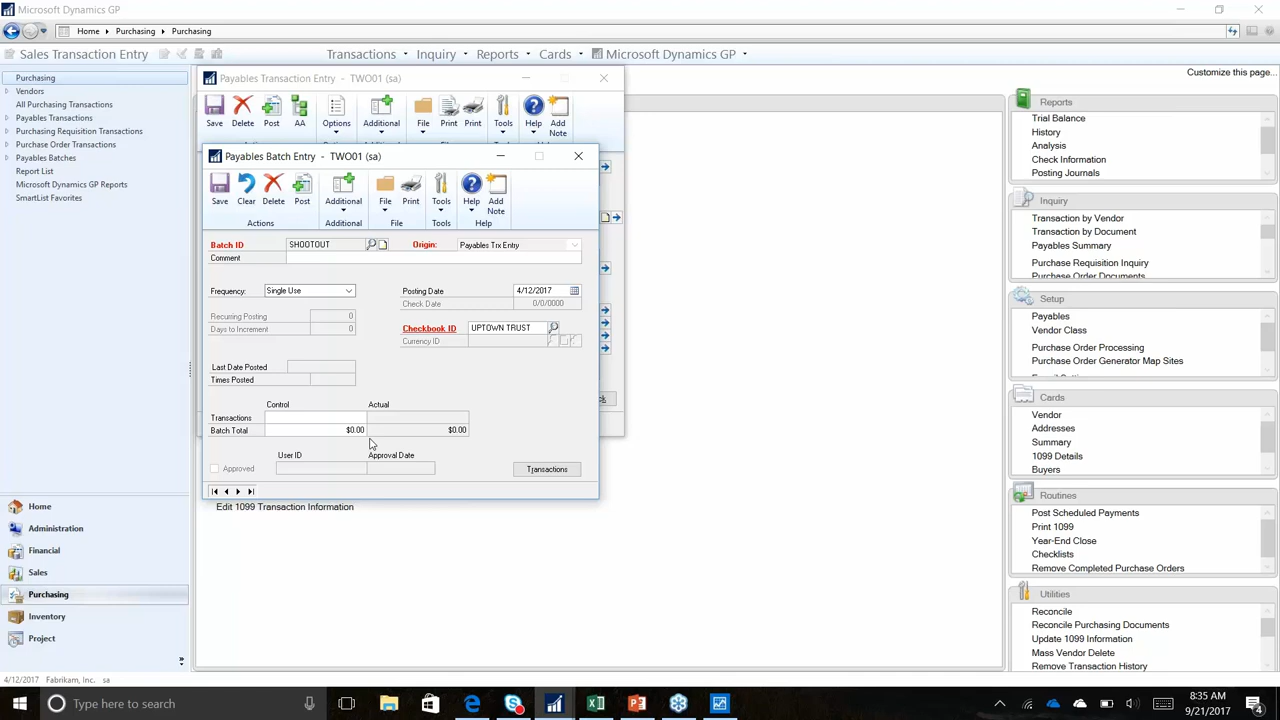 Microsoft Dynamics GP
Home Purchasing Purchasing
Sales Transaction Entry
Transactions Inquiry Reports Cards Microsoft Dynamics GP
Customize this page...
Purchasing
Vendors
All Purchasing Transactions
Payables Transactions
Purchasing Requisition Transactions
Purchase Order Transactions
Payables Batches
Report List
Microsoft Dynamics GP Reports
SmartList Favorites
Home
Administration
Financial
Sales
Purchasing
Inventory
Project
4/12/2017 Fabrikam, Inc. sa
Payables Transaction Entry - TWO01 (sa)
Save Delete Post AA Options Additional File Print Print Tools Help Add Note
Payables Batch Entry - TWO01 (sa)
Save Clear Delete Post Additional File Print Tools Help Add Note
Actions Additional File Tools Help
Batch ID SHOOTOUT Origin: Payables Trx Entry
Comment
Frequency: Single Use Posting Date 4/12/2017
Check Date 0/0/0000
Recurring Posting 0
Days to Increment 0
Checkbook ID UPTOWN TRUST
Currency ID
Last Date Posted
Times Posted
Control Actual
Transactions
Batch Total $0.00 $0.00
User ID Approval Date
Approved
Transactions
Edit 1099 Transaction Information
Reports
Trial Balance
History
Analysis
Check Information
Posting Journals
Inquiry
Transaction by Vendor
Transaction by Document
Payables Summary
Purchase Requisition Inquiry
Purchase Order Documents
Setup
Payables
Vendor Class
Purchase Order Processing
Purchase Order Generator Map Sites
Cards
Vendor
Addresses
Summary
1099 Details
Buyers
Routines
Post Scheduled Payments
Print 1099
Year-End Close
Checklists
Remove Completed Purchase Orders
Utilities
Reconcile
Reconcile Purchasing Documents
Update 1099 Information
Mass Vendor Delete
Remove Transaction History
Type here to search
8:35 AM
9/21/2017